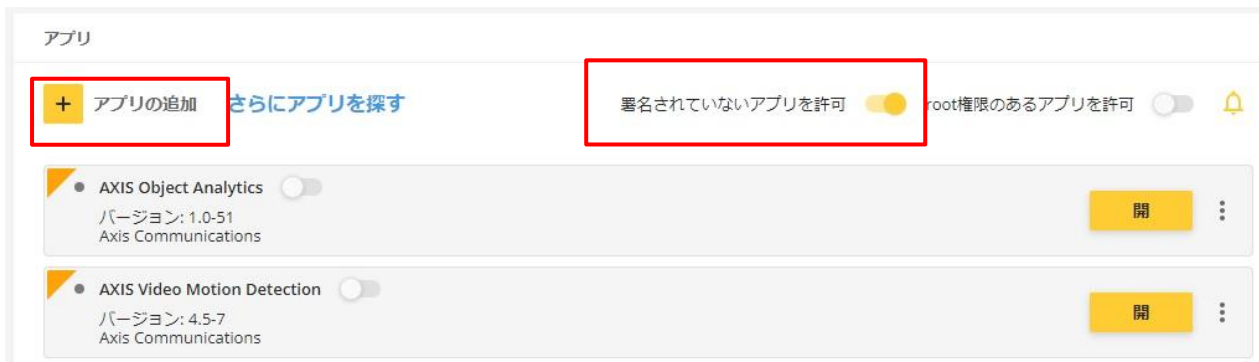 アプリ
+ アプリの追加 さらにアプリを探す 署名されていないアプリを許可 root権限のあるアプリを許可
AXIS Object Analytics
バージョン: 1.0-51
Axis Communications
開
AXIS Video Motion Detection
バージョン: 4.5-7
Axis Communications
開